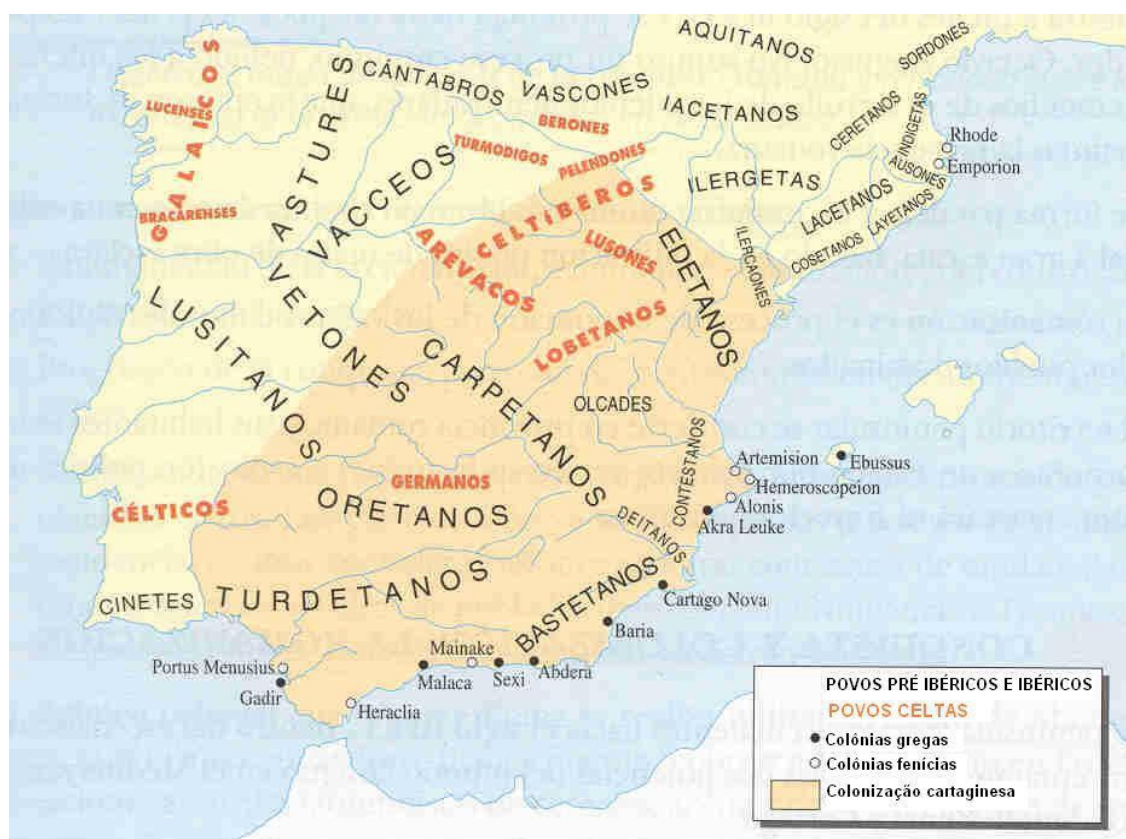 AQUITANOS
SORDONES
GALAICOS
LUCENSES
ASTURES
CÁNTABROS
VASCONES
IACETANOS
CERETANOS
INDIGETAS
AUSONES
Rhode
Emporion
BERONES
TURMODIGOS
PELENDONES
VACCEOS
ILERGETAS
LACETANOS
LAYETANOS
COSETANOS
ILERCAONES
BRACARENSES
CELTIBEROS
AREVACOS
LUSONES
EDETANOS
LOBETANOS
VETONES
LUSITANOS
CARPETANOS
OLCADES
CONTESTANOS
Artemision
Hemeroscopeion
Alonis
Akra Leuke
Ebussus
GERMANOS
CÉLTICOS
ORETANOS
DEITANOS
TURDETANOS
CINETES
BASTETANOS
Cartago Nova
Baria
Mainake
Abdera
Sexi
Malaca
Portus Menusius
Gadir
Heraclia
POVOS PRÉ IBÉRICOS E IBÉRICOS
POVOS CELTAS
Colônias gregas
Colônias fenícias
Colonização cartaginesa